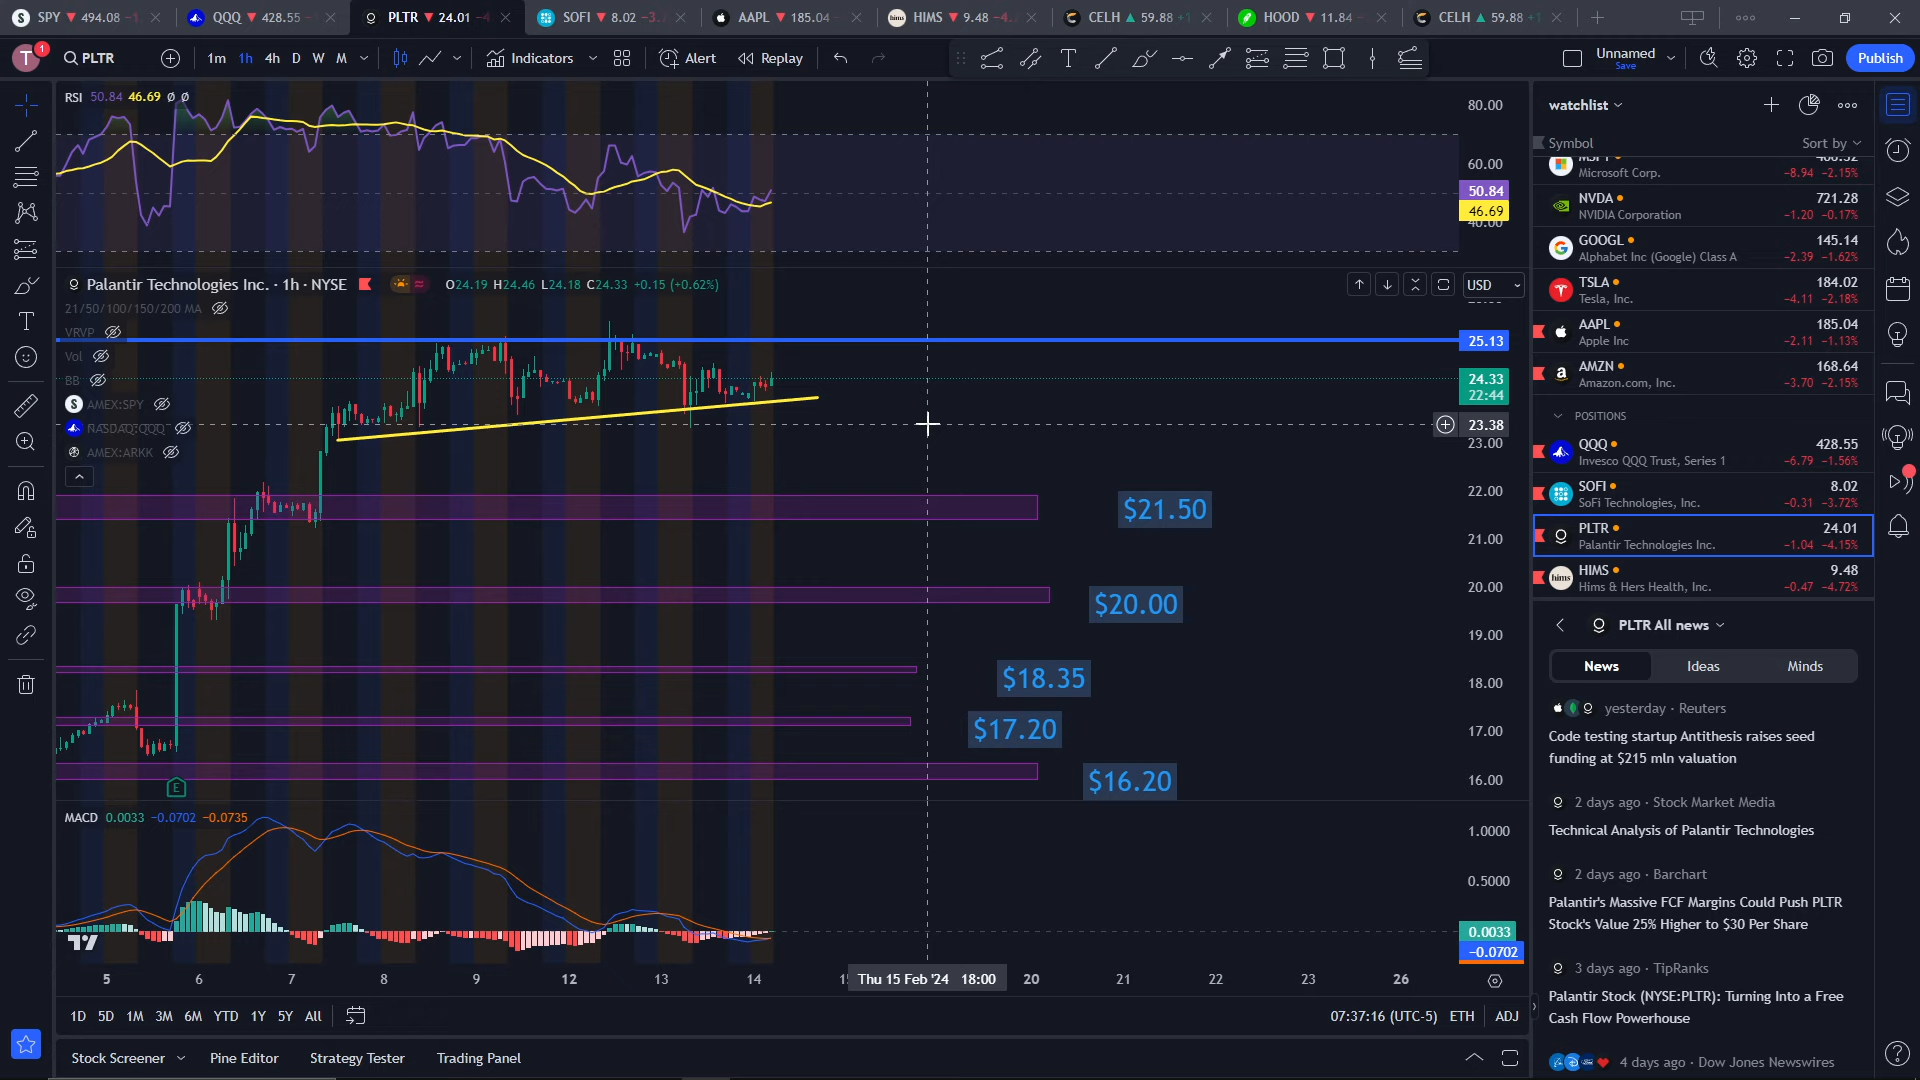 SPY ▼ 494.08 −1
QQQ ▼ 428.55 −
PLTR ▼ 24.01 −4
SOFI ▼ 8.02 −3.
AAPL ▼ 185.04
HIMS ▼ 9.48 −4.
CELH ▲ 59.88 +1
HOOD ▼ 11.84
CELH ▲ 59.88 +1
T 1
PLTR
1m 1h 4h D W M
Indicators
Alert
Replay
Unnamed
Save
Publish
RSI 50.84 46.69 Ø Ø
80.00
60.00
50.84
46.69
40.00
Palantir Technologies Inc. · 1h · NYSE
O24.19 H24.46 L24.18 C24.33 +0.15 (+0.62%)
USD
21/50/100/150/200 MA
VRVP
Vol
BB
AMEX:SPY
NASDAQ:QQQ
AMEX:ARKK
25.13
24.33
22:44
23.38
23.00
22.00
21.00
20.00
19.00
18.00
17.00
16.00
$21.50
$20.00
$18.35
$17.20
$16.20
E
MACD 0.0033 −0.0702 −0.0735
1.0000
0.5000
0.0033
−0.0702
5 6 7 8 9 12 13 14
Thu 15 Feb '24 18:00
20 21 22 23 26
1D 5D 1M 3M 6M YTD 1Y 5Y All
07:37:16 (UTC-5) ETH ADJ
Stock Screener
Pine Editor
Strategy Tester
Trading Panel
watchlist
Symbol
Sort by
Microsoft Corp. −8.94 −2.15%
NVDA 721.28
NVIDIA Corporation −1.20 −0.17%
GOOGL 145.14
Alphabet Inc (Google) Class A −2.39 −1.62%
TSLA 184.02
Tesla, Inc. −4.11 −2.18%
AAPL 185.04
Apple Inc −2.11 −1.13%
AMZN 168.64
Amazon.com, Inc. −3.70 −2.15%
POSITIONS
QQQ 428.55
Invesco QQQ Trust, Series 1 −6.79 −1.56%
SOFI 8.02
SoFi Technologies, Inc. −0.31 −3.72%
PLTR 24.01
Palantir Technologies Inc. −1.04 −4.15%
hims
HIMS 9.48
Hims & Hers Health, Inc. −0.47 −4.72%
PLTR All news
News Ideas Minds
yesterday · Reuters
Code testing startup Antithesis raises seed
funding at $215 mln valuation
2 days ago · Stock Market Media
Technical Analysis of Palantir Technologies
2 days ago · Barchart
Palantir's Massive FCF Margins Could Push PLTR
Stock's Value 25% Higher to $30 Per Share
3 days ago · TipRanks
Palantir Stock (NYSE:PLTR): Turning Into a Free
Cash Flow Powerhouse
4 days ago · Dow Jones Newswires